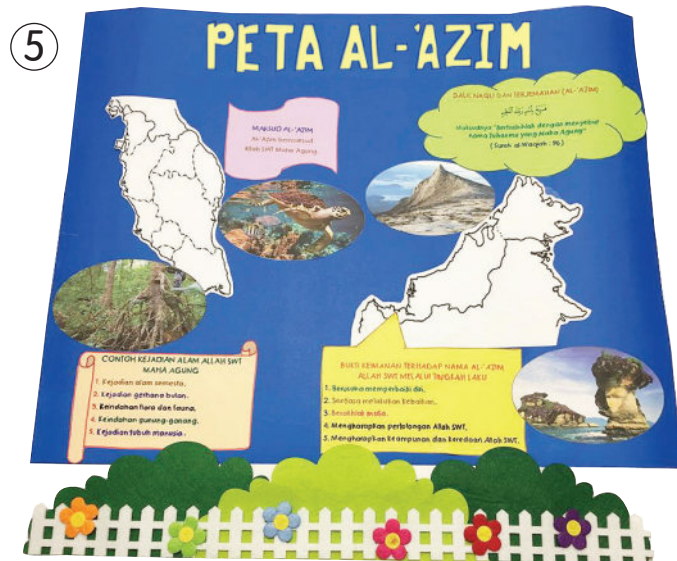 5
PETA AL-'AZIM
MAKSUD AL-'AZIM
Al-Azim bermaksud
Allah SWT Maha Agung.
DALIL NAQLI DAN TERJEMAHAN (AL-'AZIM)
Maksudnya "Bertasbihlah dengan menyebut
nama Tuhanmu yang Maha Agung"
(Surah al-Waqiah : 96)
CONTOH KEJADIAN ALAM ALLAH SWT
MAHA AGUNG
1. Kejadian alam semesta.
2. Kejadian gerhana bulan.
3. Keindahan flora dan fauna.
4. Keindahan gunung-ganang.
5. Kejadian tubuh manusia.
BUKTI KEIMANAN TERHADAP NAMA AL-'AZIM
ALLAH SWT MELALUI TINGKAH LAKU
1. Berusaha memperbaiki diri.
2. Sentiasa melakukan kebaikan.
3. Berakhlak mulia.
4. Mengharapkan pertolongan Allah SWT.
5. Mengharapkan keampunan dan keredaan Allah SWT.